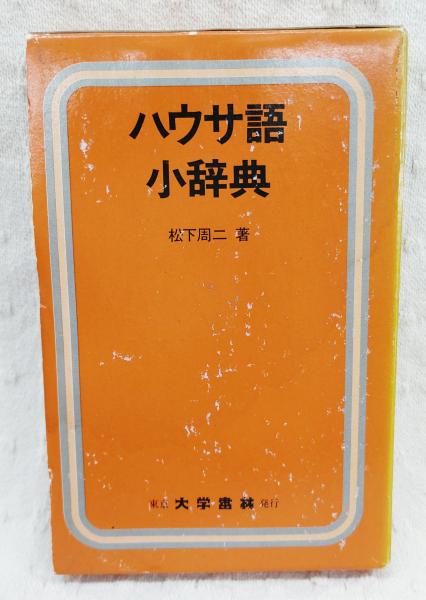 ハウサ語
小辞典
松下周二 著
東京 大学書林 発行